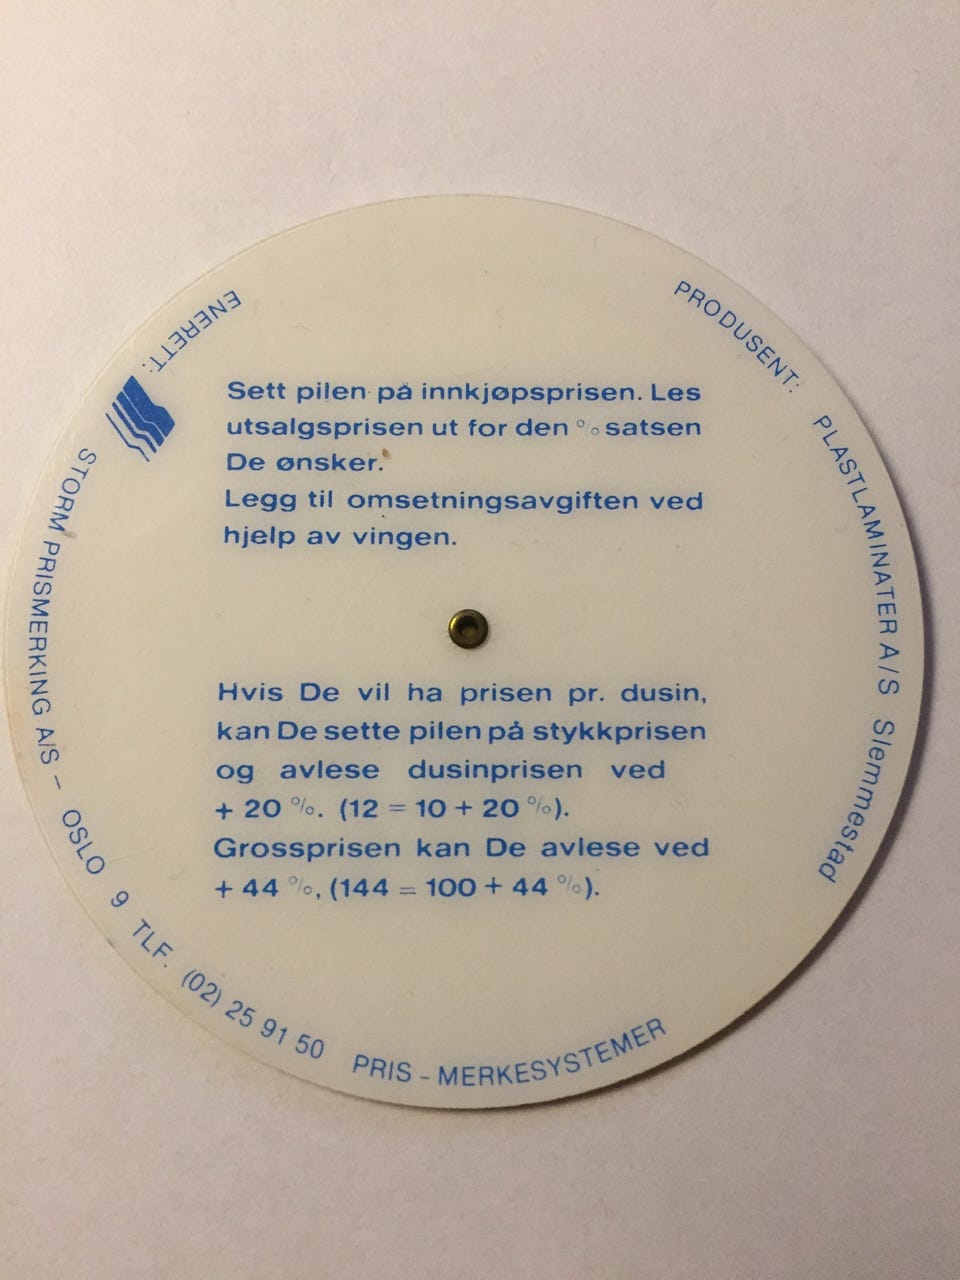 Sett pilen på innkjøpsprisen. Les
utsalgsprisen ut for den % satsen
De ønsker.
Legg til omsetningsavgiften ved
hjelp av vingen.
Hvis De vil ha prisen pr. dusin,
kan De sette pilen på stykkprisen
og avlese dusinprisen ved
+ 20 %. (12 = 10 + 20 %).
Grossprisen kan De avlese ved
+ 44 %, (144 = 100 + 44 %).
ENERETT: STORM PRISMERKING A/S – OSLO 9 TLF. (02) 25 91 50 PRIS - MERKESYSTEMER
PRODUSENT: PLASTLAMINATER A/S Slemmestad